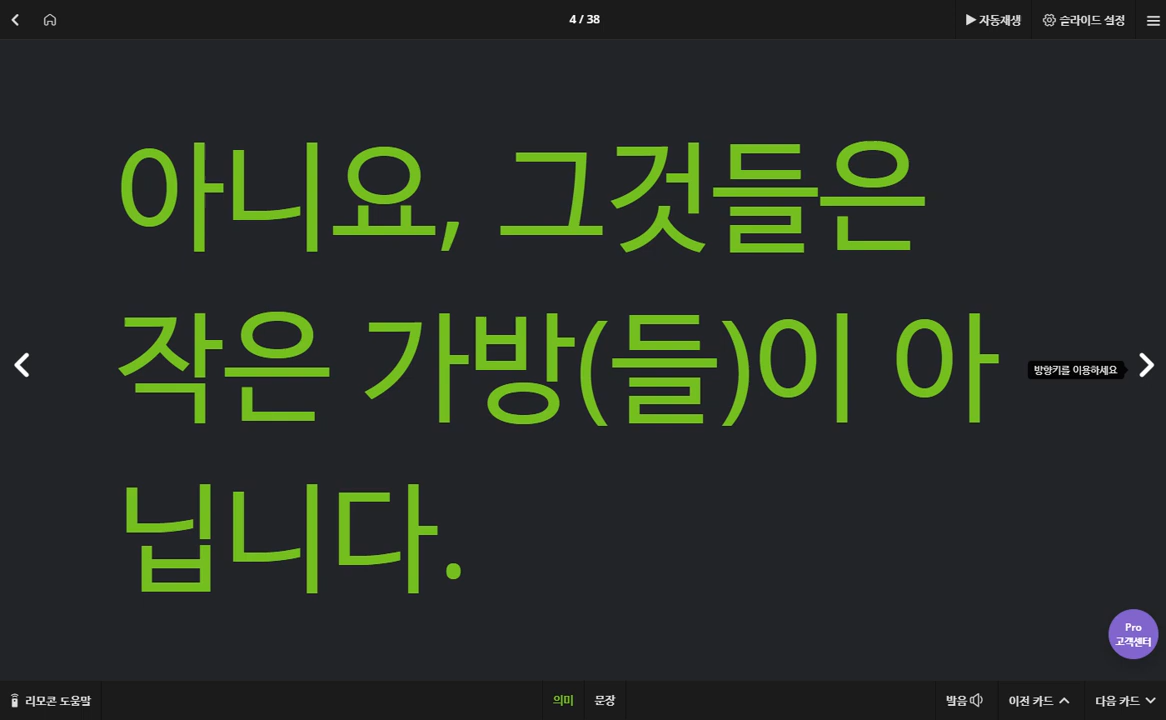 4 / 38
자동재생
슬라이드 설정
아니요, 그것들은
작은 가방(들)이 아
닙니다.
방향키를 이용하세요
Pro
고객센터
리모콘 도움말
의미
문장
발음
이전 카드
다음 카드